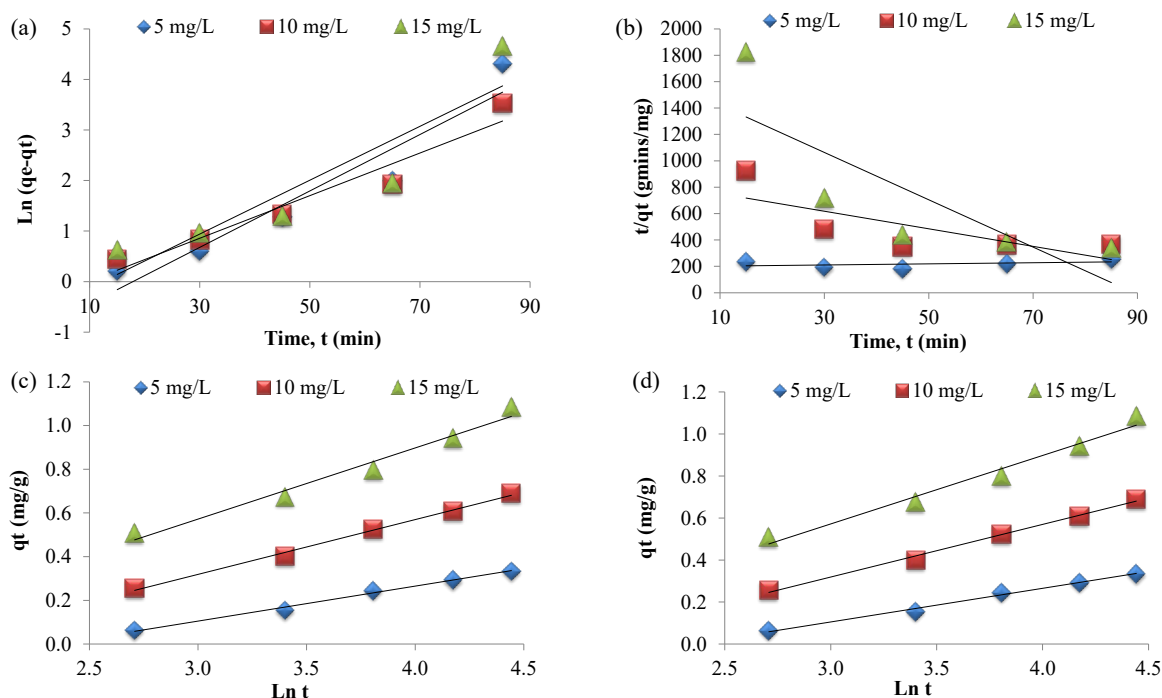 (a)
5 mg/L 10 mg/L 15 mg/L
Ln (qe-qt)
5
4
3
2
1
0
-1
10 30 50 70 90
Time, t (min)
(b)
5 mg/L 10 mg/L 15 mg/L
t/qt (gmins/mg)
2000
1800
1600
1400
1200
1000
800
600
400
200
0
10 30 50 70 90
Time, t (min)
(c)
5 mg/L 10 mg/L 15 mg/L
qt (mg/g)
1.2
1.0
0.8
0.6
0.4
0.2
0.0
2.5 3.0 3.5 4.0 4.5
Ln t
(d)
5 mg/L 10 mg/L 15 mg/L
qt (mg/g)
1.2
1.0
0.8
0.6
0.4
0.2
0.0
2.5 3.0 3.5 4.0 4.5
Ln t